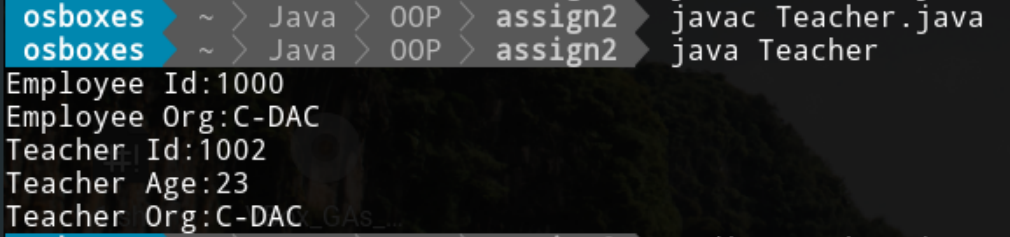 osboxes ~ Java OOP assign2 javac Teacher.java
osboxes ~ Java OOP assign2 java Teacher
Employee Id:1000
Employee Org:C-DAC
Teacher Id:1002
Teacher Age:23
Teacher Org:C-DAC